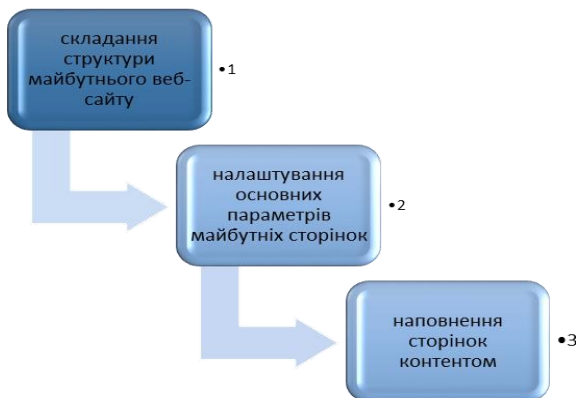 складання
структури
майбутнього веб-
сайту
•1
налаштування
основних
параметрів
майбутніх сторінок
•2
наповнення
сторінок
контентом
•3